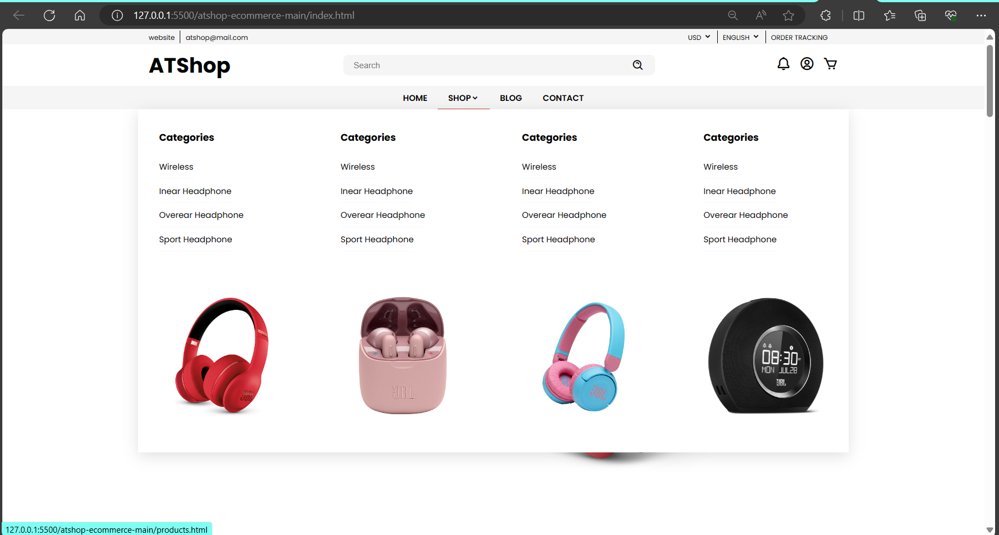 127.0.0.1:5500/atshop-ecommerce-main/index.html
website atshop@mail.com USD ENGLISH ORDER TRACKING
ATShop Search
HOME SHOP BLOG CONTACT
Categories Categories Categories Categories
Wireless Wireless Wireless Wireless
Inear Headphone Inear Headphone Inear Headphone Inear Headphone
Overear Headphone Overear Headphone Overear Headphone Overear Headphone
Sport Headphone Sport Headphone Sport Headphone Sport Headphone
08:30
MON JUL28
JBL
JBL JBL JBL
127.0.0.1:5500/atshop-ecommerce-main/products.html